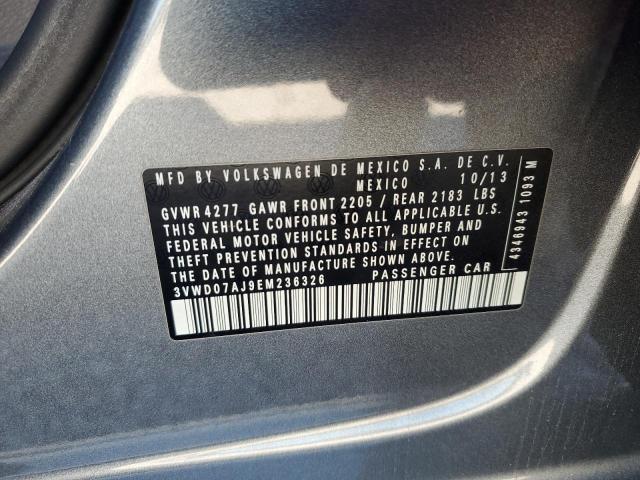 MFD BY VOLKSWAGEN DE MEXICO S.A. DE C.V.
MEXICO 10/13
GVWR 4277 GAWR FRONT 2205 / REAR 2183 LBS
THIS VEHICLE CONFORMS TO ALL APPLICABLE U.S.
FEDERAL MOTOR VEHICLE SAFETY, BUMPER AND
THEFT PREVENTION STANDARDS IN EFFECT ON
THE DATE OF MANUFACTURE SHOWN ABOVE.
3VWD07AJ9EM236326 PASSENGER CAR
4346943 1093 M